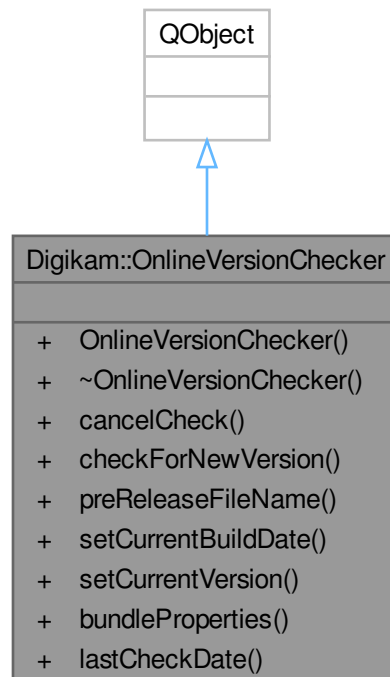 QObject
Digikam::OnlineVersionChecker
+ OnlineVersionChecker()
+ ~OnlineVersionChecker()
+ cancelCheck()
+ checkForNewVersion()
+ preReleaseFileName()
+ setCurrentBuildDate()
+ setCurrentVersion()
+ bundleProperties()
+ lastCheckDate()